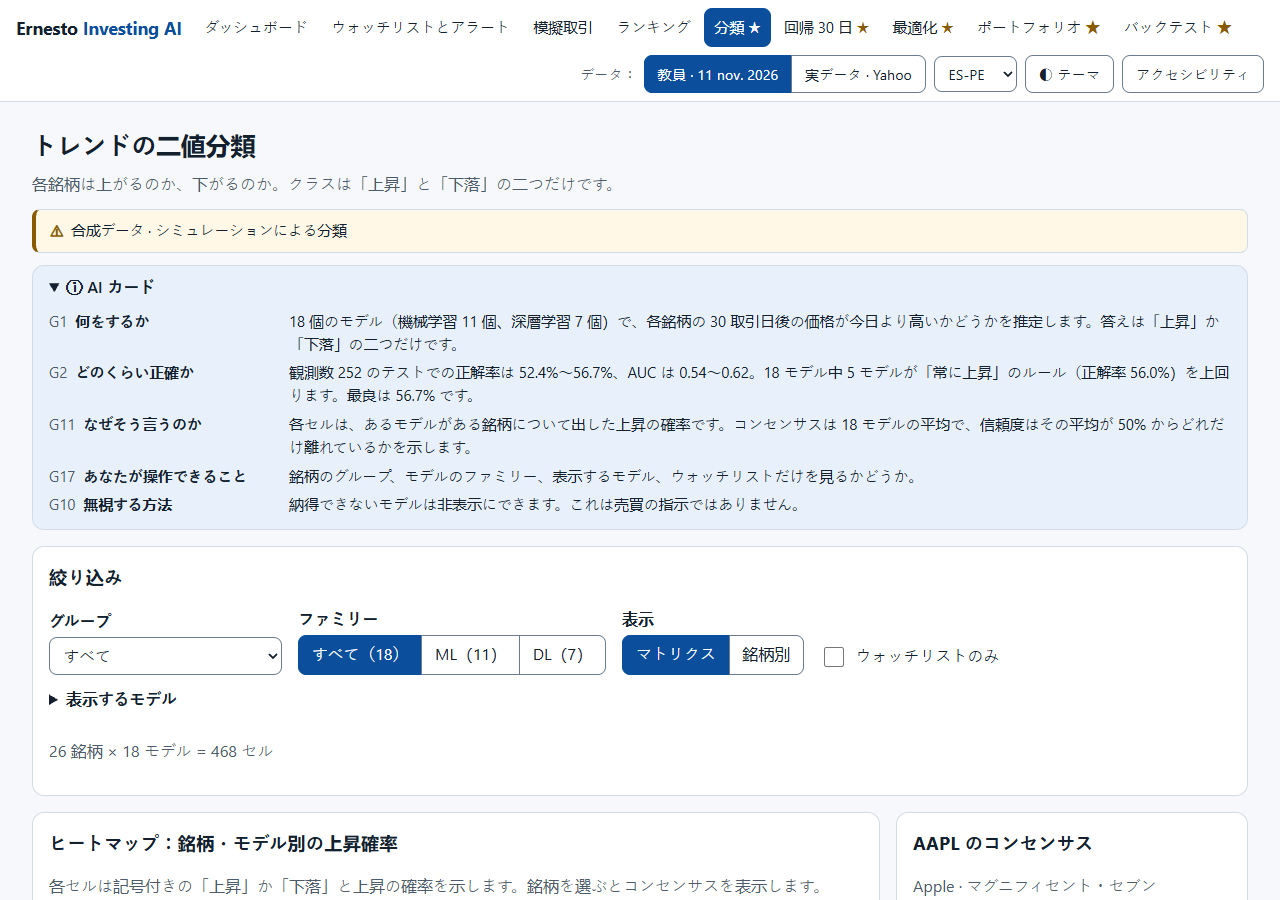 Ernesto Investing AI
ダッシュボード
ウォッチリストとアラート
模擬取引
ランキング
分類 ★
回帰 30 日 ★
最適化 ★
ポートフォリオ ★
バックテスト ★
データ：
教員 · 11 nov. 2026
実データ · Yahoo
ES-PE
◐ テーマ
アクセシビリティ
トレンドの二値分類
各銘柄は上がるのか、下がるのか。クラスは「上昇」と「下落」の二つだけです。
⚠ 合成データ · シミュレーションによる分類
▼ ⓘ AI カード
G1 何をするか
18 個のモデル（機械学習 11 個、深層学習 7 個）で、各銘柄の 30 取引日後の価格が今日より高いかどうかを推定します。答えは「上昇」か
「下落」の二つだけです。
G2 どのくらい正確か
観測数 252 のテストでの正解率は 52.4%～56.7%、AUC は 0.54～0.62。18 モデル中 5 モデルが「常に上昇」のルール（正解率 56.0%）を上回
ります。最良は 56.7% です。
G11 なぜそう言うのか
各セルは、あるモデルがある銘柄について出した上昇の確率です。コンセンサスは 18 モデルの平均で、信頼度はその平均が 50% からどれだ
け離れているかを示します。
G17 あなたが操作できること
銘柄のグループ、モデルのファミリー、表示するモデル、ウォッチリストだけを見るかどうか。
G10 無視する方法
納得できないモデルは非表示にできます。これは売買の指示ではありません。
絞り込み
グループ
すべて
ファミリー
すべて（18）
ML（11）
DL（7）
表示
マトリクス
銘柄別
ウォッチリストのみ
▶ 表示するモデル
26 銘柄 × 18 モデル = 468 セル
ヒートマップ：銘柄 · モデル別の上昇確率
各セルは記号付きの「上昇」か「下落」と上昇の確率を示します。銘柄を選ぶとコンセンサスを表示します。
AAPL のコンセンサス
Apple · マグニフィセント・セブン